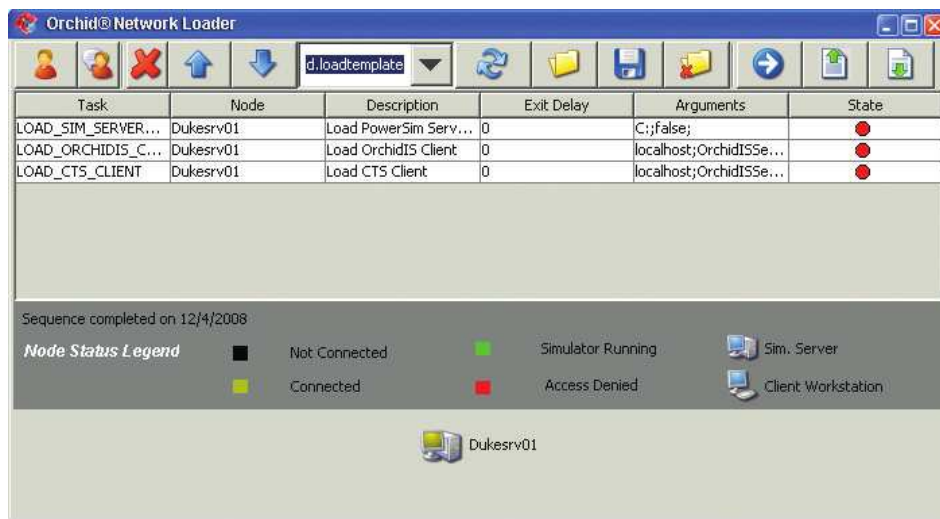 Orchid® Network Loader
d.loadtemplate
Task Node Description Exit Delay Arguments State
LOAD_SIM_SERVER... Dukesrv01 Load PowerSim Serv... 0 C:;false;
LOAD_ORCHIDIS_C... Dukesrv01 Load OrchidIS Client 0 localhost;OrchidISSe...
LOAD_CTS_CLIENT Dukesrv01 Load CTS Client 0 localhost;OrchidISSe...
Sequence completed on 12/4/2008
Node Status Legend Not Connected Simulator Running Sim. Server
Connected Access Denied Client Workstation
Dukesrv01